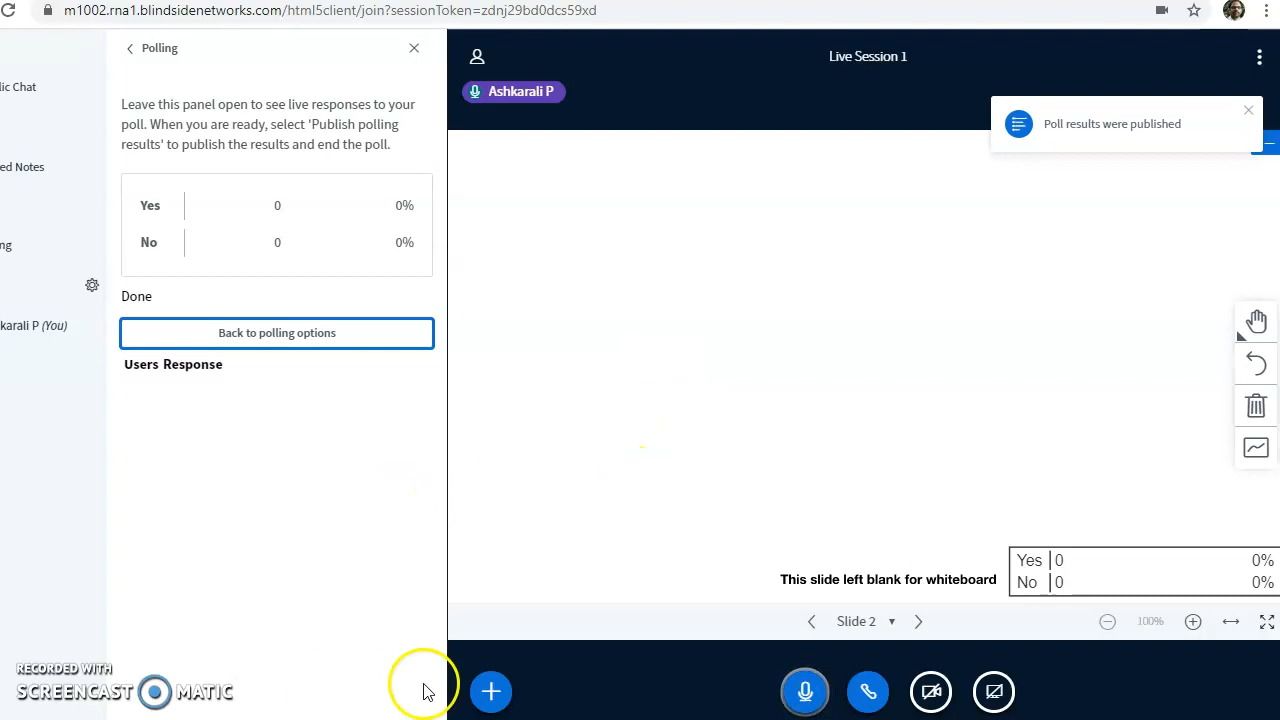 m1002.rna1.blindsidenetworks.com/html5client/join?sessionToken=zdnj29bd0dcs59xd
lic Chat
ed Notes
ng
karali P (You)
Polling
Leave this panel open to see live responses to your
poll. When you are ready, select 'Publish polling
results' to publish the results and end the poll.
Yes 0 0%
No 0 0%
Done
Back to polling options
Users Response
Live Session 1
Ashkarali P
Poll results were published
This slide left blank for whiteboard
Yes 0 0%
No 0 0%
Slide 2
100%
RECORDED WITH
SCREENCAST MATIC